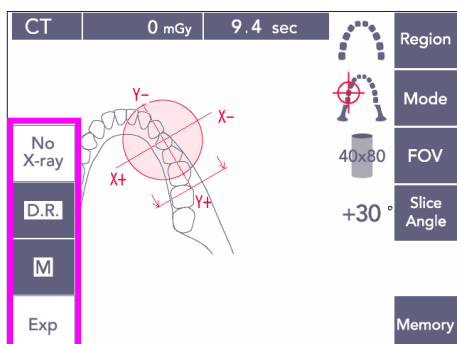 CT
0 mGy
9.4 sec
Region
Mode
40x80
FOV
+30°
Slice
Angle
Memory
No
X-ray
D.R.
M
Exp
Y-
X-
X+
Y+